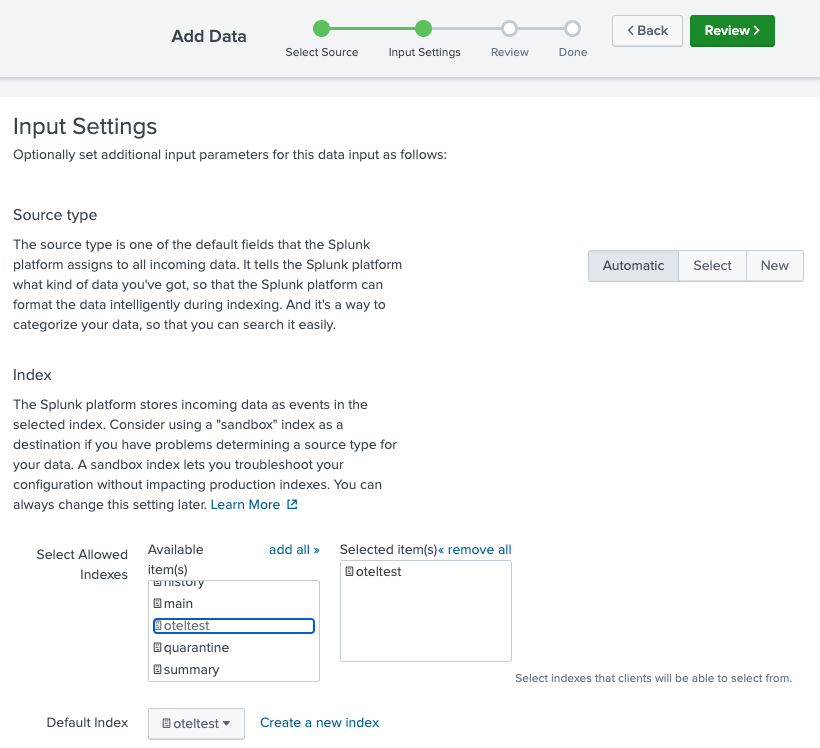 Add Data
Select Source
Input Settings
Review
Done
Back
Review
Input Settings
Optionally set additional input parameters for this data input as follows:
Source type
The source type is one of the default fields that the Splunk
platform assigns to all incoming data. It tells the Splunk platform
what kind of data you've got, so that the Splunk platform can
format the data intelligently during indexing. And it's a way to
categorize your data, so that you can search it easily.
Automatic
Select
New
Index
The Splunk platform stores incoming data as events in the
selected index. Consider using a "sandbox" index as a
destination if you have problems determining a source type for
your data. A sandbox index lets you troubleshoot your
configuration without impacting production indexes. You can
always change this setting later. Learn More
Select Allowed
Indexes
Available
item(s)
add all »
history
main
oteltest
quarantine
summary
Selected item(s)
« remove all
oteltest
Select indexes that clients will be able to select from.
Default Index
oteltest
Create a new index